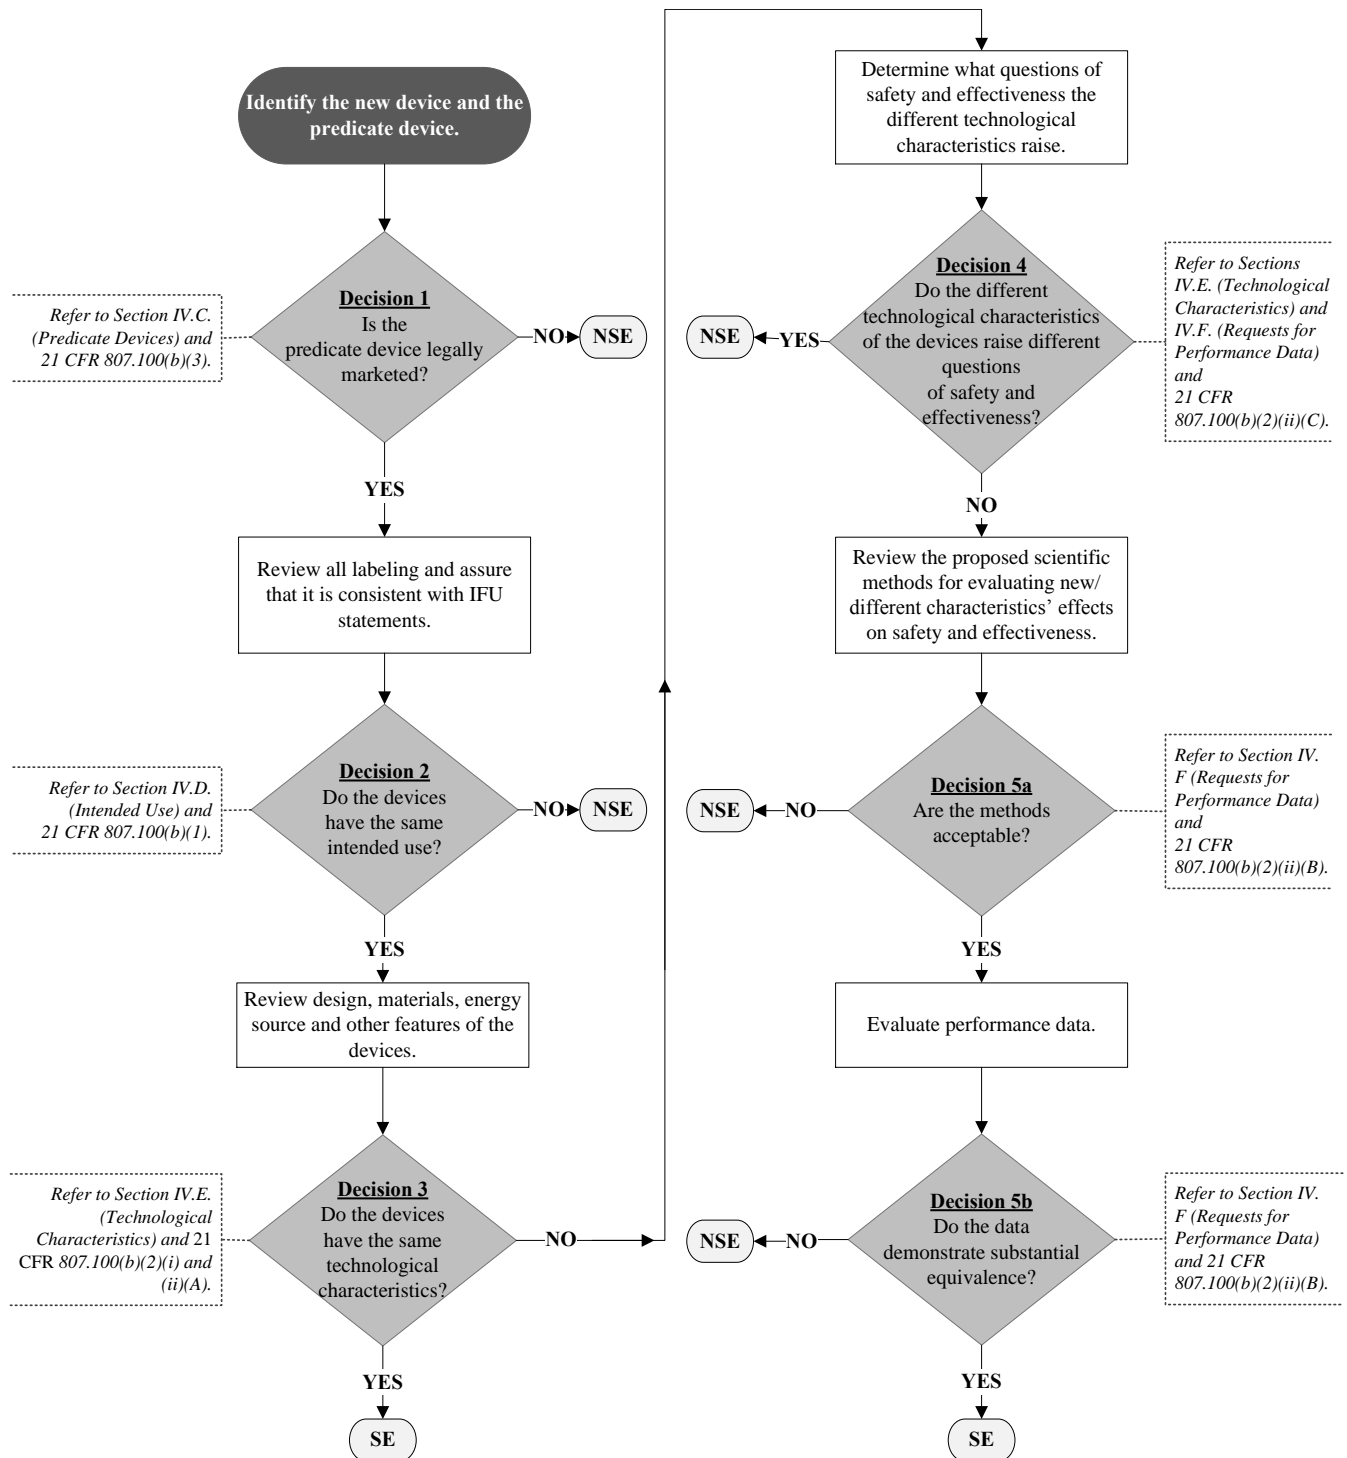 Identify the new device and the
predicate device.
Decision 1
Is the
predicate device legally
marketed?
Refer to Section IV.C.
(Predicate Devices) and
21 CFR 807.100(b)(3).
NO
NSE
YES
Review all labeling and assure
that it is consistent with IFU
statements.
Decision 2
Do the devices
have the same
intended use?
Refer to Section IV.D.
(Intended Use) and
21 CFR 807.100(b)(1).
NO
NSE
YES
Review design, materials, energy
source and other features of the
devices.
Decision 3
Do the devices
have the same
technological
characteristics?
Refer to Section IV.E.
(Technological
Characteristics) and 21
CFR 807.100(b)(2)(i) and
(ii)(A).
NO
YES
SE
Determine what questions of
safety and effectiveness the
different technological
characteristics raise.
Decision 4
Do the different
technological characteristics
of the devices raise different
questions
of safety and
effectiveness?
Refer to Sections
IV.E. (Technological
Characteristics) and
IV.F. (Requests for
Performance Data)
and
21 CFR
807.100(b)(2)(ii)(C).
YES
NSE
NO
Review the proposed scientific
methods for evaluating new/
different characteristics’ effects
on safety and effectiveness.
Decision 5a
Are the methods
acceptable?
Refer to Section IV.
F (Requests for
Performance Data)
and
21 CFR
807.100(b)(2)(ii)(B).
NO
NSE
YES
Evaluate performance data.
Decision 5b
Do the data
demonstrate substantial
equivalence?
Refer to Section IV.
F (Requests for
Performance Data)
and 21 CFR
807.100(b)(2)(ii)(B).
NO
NSE
YES
SE